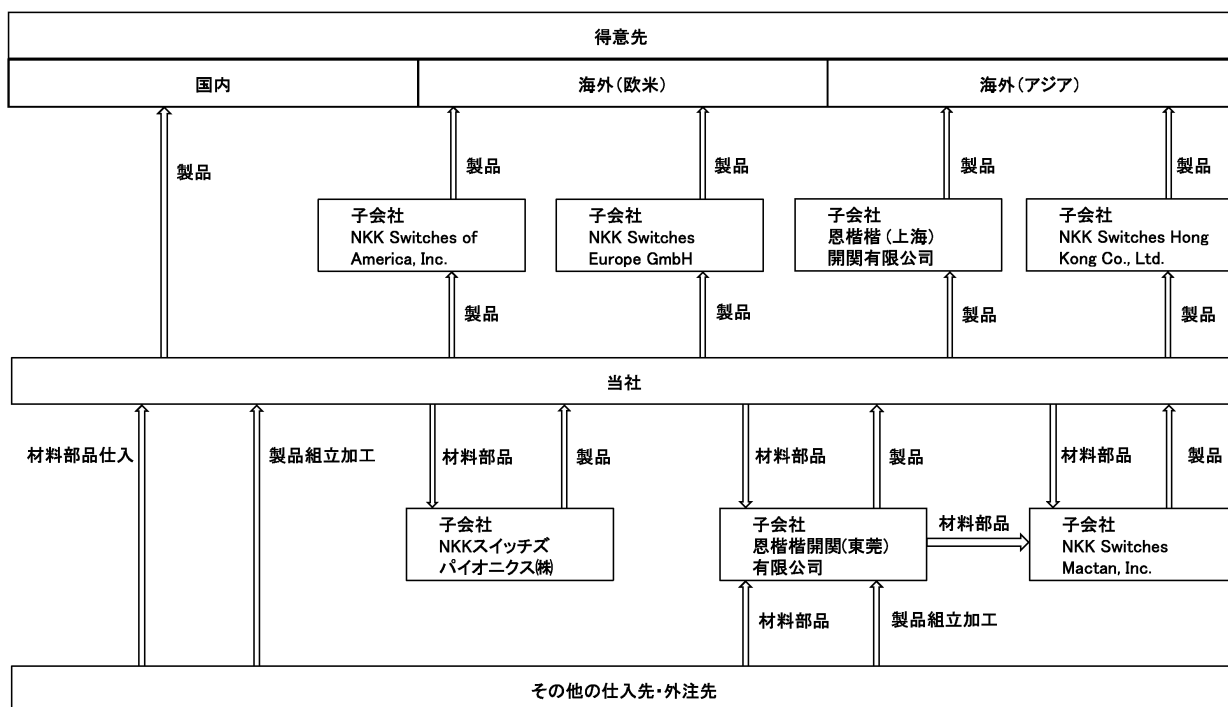 得意先
国内
海外(欧米)
海外(アジア)
製品
製品
製品
製品
製品
子会社
NKK Switches of
America, Inc.
子会社
NKK Switches
Europe GmbH
子会社
恩楷楷(上海)
開関有限公司
子会社
NKK Switches Hong
Kong Co., Ltd.
製品
製品
製品
製品
当社
材料部品仕入
製品組立加工
材料部品
製品
材料部品
製品
材料部品
製品
子会社
NKKスイッチズ
パイオニクス㈱
子会社
恩楷楷開関(東莞)
有限公司
材料部品
子会社
NKK Switches
Mactan, Inc.
材料部品
製品組立加工
その他の仕入先・外注先